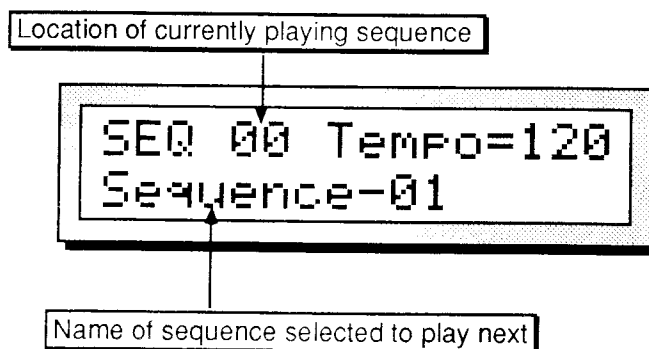 Location of currently playing sequence
SEQ 00 Tempo=120
Sequence-01
Name of sequence selected to play next